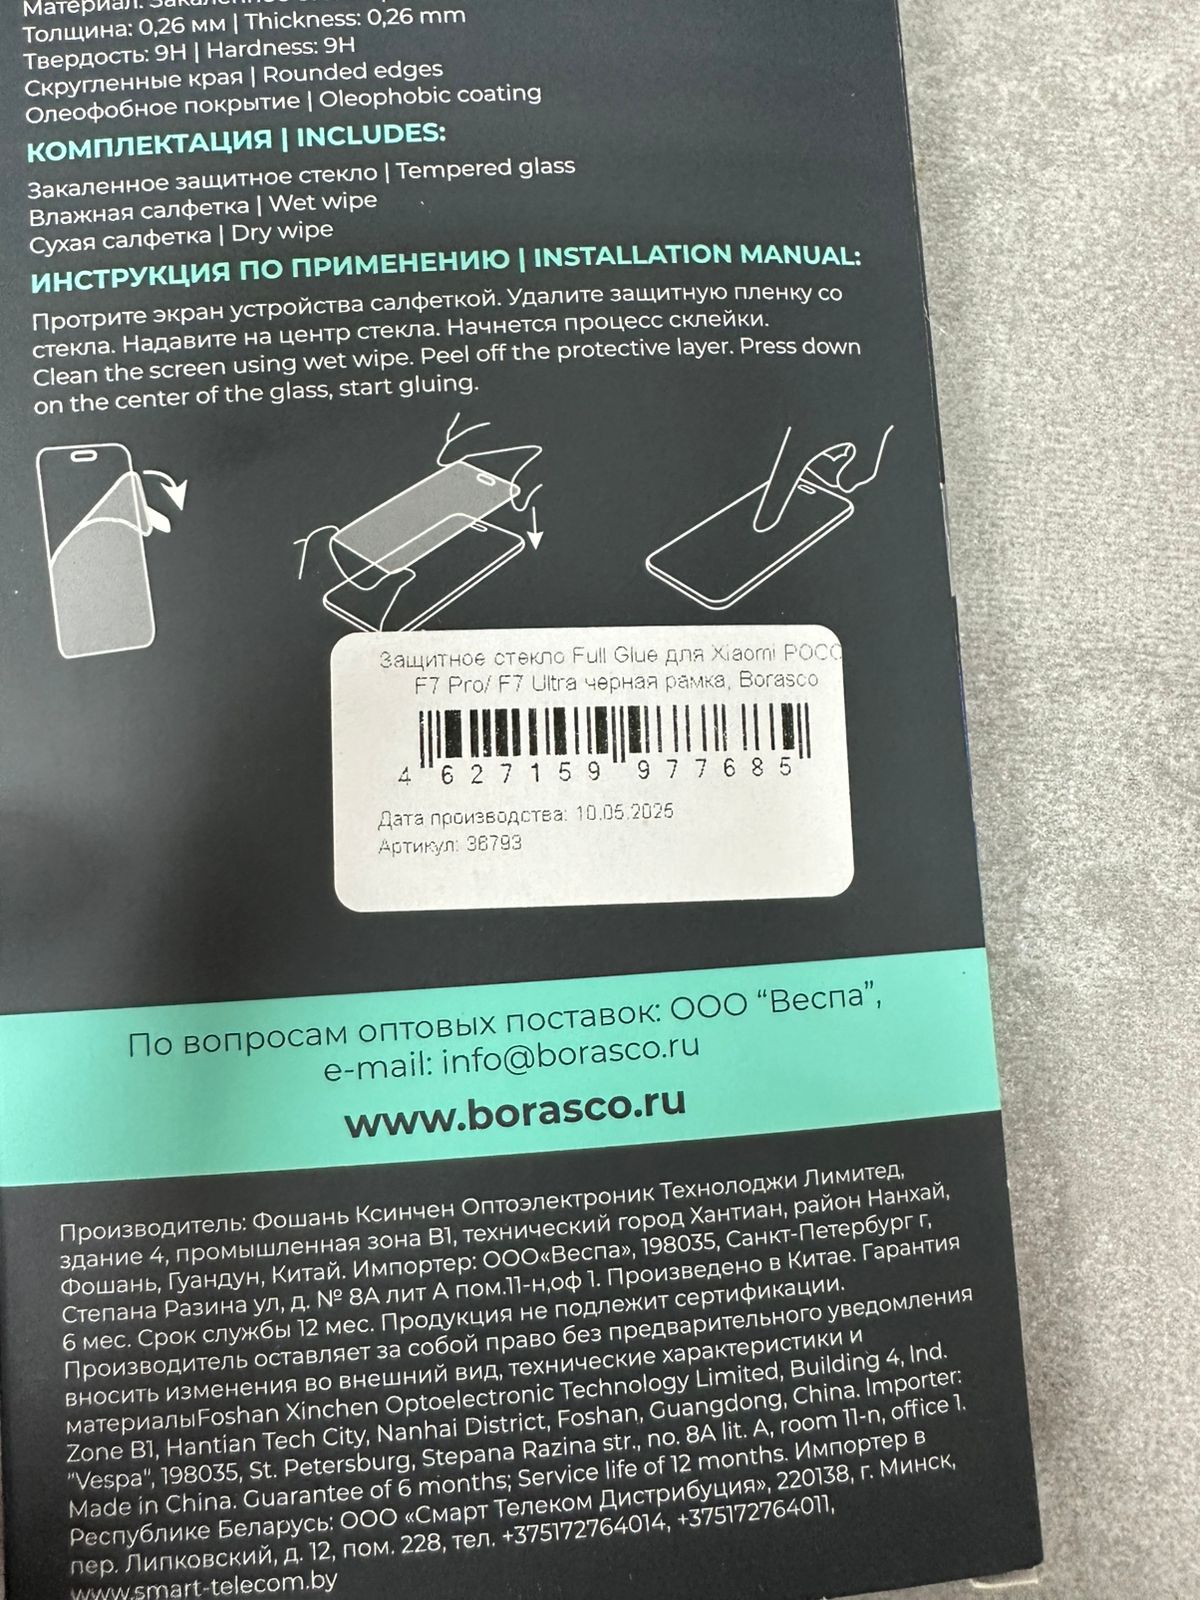 Материал: 
Толщина: 0,26 мм | Thickness: 0,26 mm
Твердость: 9H | Hardness: 9H
Скругленные края | Rounded edges
Олеофобное покрытие | Oleophobic coating
КОМПЛЕКТАЦИЯ | INCLUDES:
Закаленное защитное стекло | Tempered glass
Влажная салфетка | Wet wipe
Сухая салфетка | Dry wipe
ИНСТРУКЦИЯ ПО ПРИМЕНЕНИЮ | INSTALLATION MANUAL:
Протрите экран устройства салфеткой. Удалите защитную пленку со
стекла. Надавите на центр стекла. Начнется процесс склейки.
Clean the screen using wet wipe. Peel off the protective layer. Press down
on the center of the glass, start gluing.
Защитное стекло Full Glue для Xiaomi POCO
F7 Pro/ F7 Ultra черная рамка, Borasco
4 627159 977685
Дата производства: 10.05.2025
Артикул: 36793
По вопросам оптовых поставок: ООО “Веспа”,
e-mail: info@borasco.ru
www.borasco.ru
Производитель: Фошань Ксинчен Оптоэлектроник Технолоджи Лимитед,
здание 4, промышленная зона B1, технический город Хантиан, район Нанхай,
Фошань, Гуандун, Китай. Импортер: ООО«Веспа», 198035, Санкт-Петербург г,
Степана Разина ул, д. № 8А лит А пом.11-н,оф 1. Произведено в Китае. Гарантия
6 мес. Срок службы 12 мес. Продукция не подлежит сертификации.
Производитель оставляет за собой право без предварительного уведомления
вносить изменения во внешний вид, технические характеристики и
материалыFoshan Xinchen Optoelectronic Technology Limited, Building 4, Ind.
Zone B1, Hantian Tech City, Nanhai District, Foshan, Guangdong, China. Importer:
"Vespa", 198035, St. Petersburg, Stepana Razina str., no. 8A lit. A, room 11-n, office 1.
Made in China. Guarantee of 6 months; Service life of 12 months. Импортер в
Республике Беларусь: ООО «Смарт Телеком Дистрибуция», 220138, г. Минск,
пер. Липковский, д. 12, пом. 228, тел. +375172764014, +375172764011,
www.smart-telecom.by